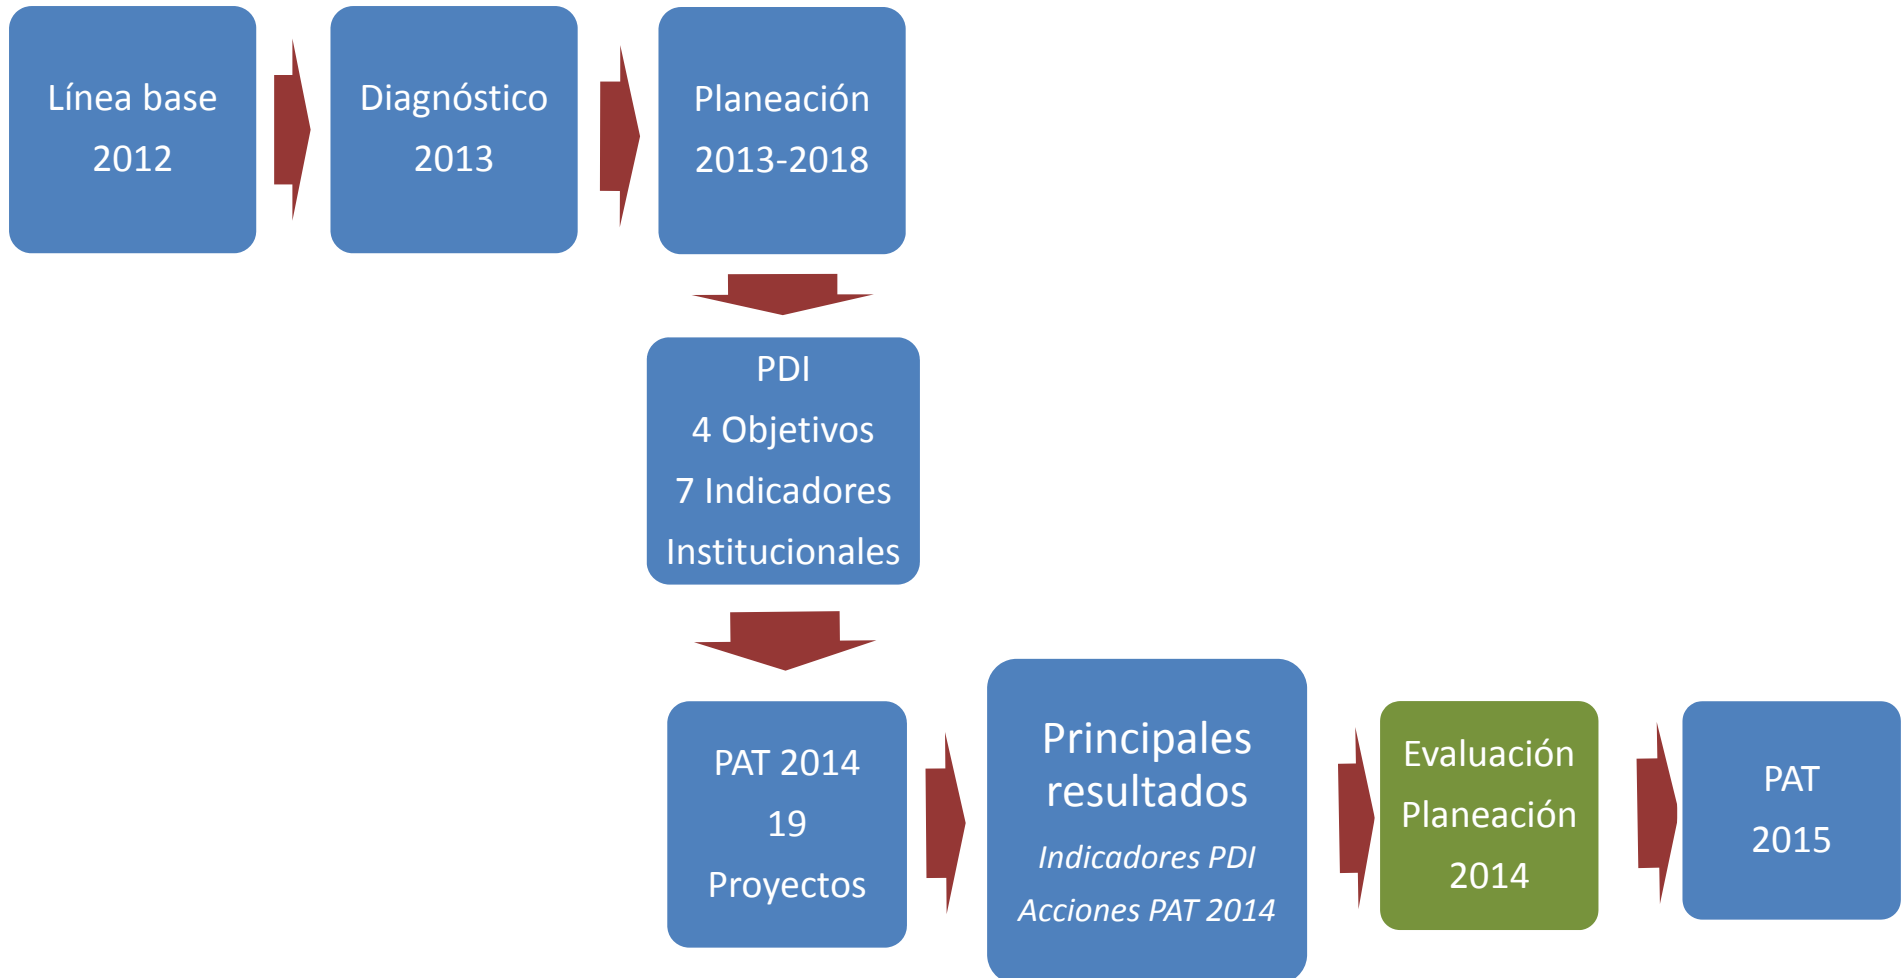 Línea base
2012
Diagnóstico
2013
Planeación
2013-2018
PDI
4 Objetivos
7 Indicadores
Institucionales
PAT 2014
19
Proyectos
Principales
resultados
Indicadores PDI
Acciones PAT 2014
Evaluación
Planeación
2014
PAT
2015